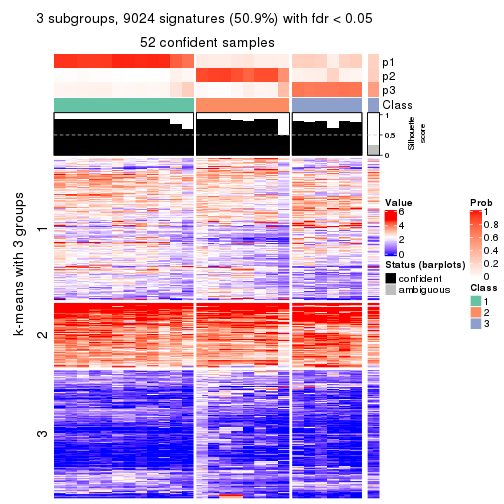 3 subgroups, 9024 signatures (50.9%) with fdr < 0.05
52 confident samples
p1
p2
p3
Class
1
0.5
0
Silhouette
score
k-means with 3 groups
1
2
3
Value
6
4
2
0
Status (barplots)
confident
ambiguous
Prob
1
0.8
0.6
0.4
0.2
0
Class
1
2
3